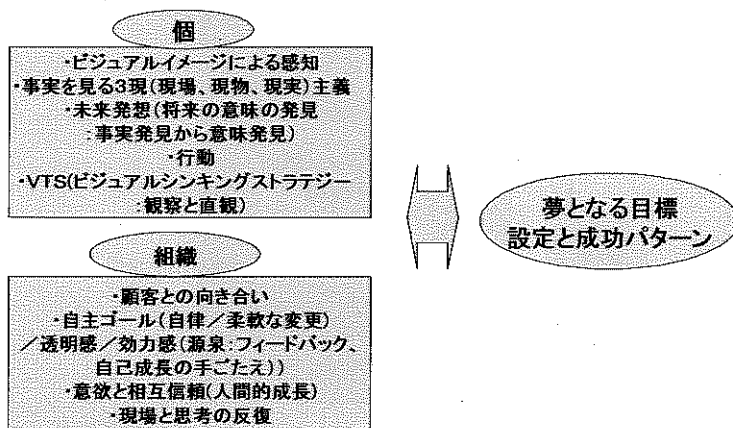 個
・ビジュアルイメージによる感知
・事実を見る3現(現場、現物、現実)主義
・未来発想(将来の意味の発見
:事実発見から意味発見)
・行動
・VTS(ビジュアルシンキングストラテジー
:観察と直観)
組織
・顧客との向き合い
・自主ゴール(自律/柔軟な変更)
/透明感/効力感(源泉:フィードバック、
自己成長の手ごたえ))
・意欲と相互信頼(人間的成長)
・現場と思考の反復
夢となる目標
設定と成功パターン